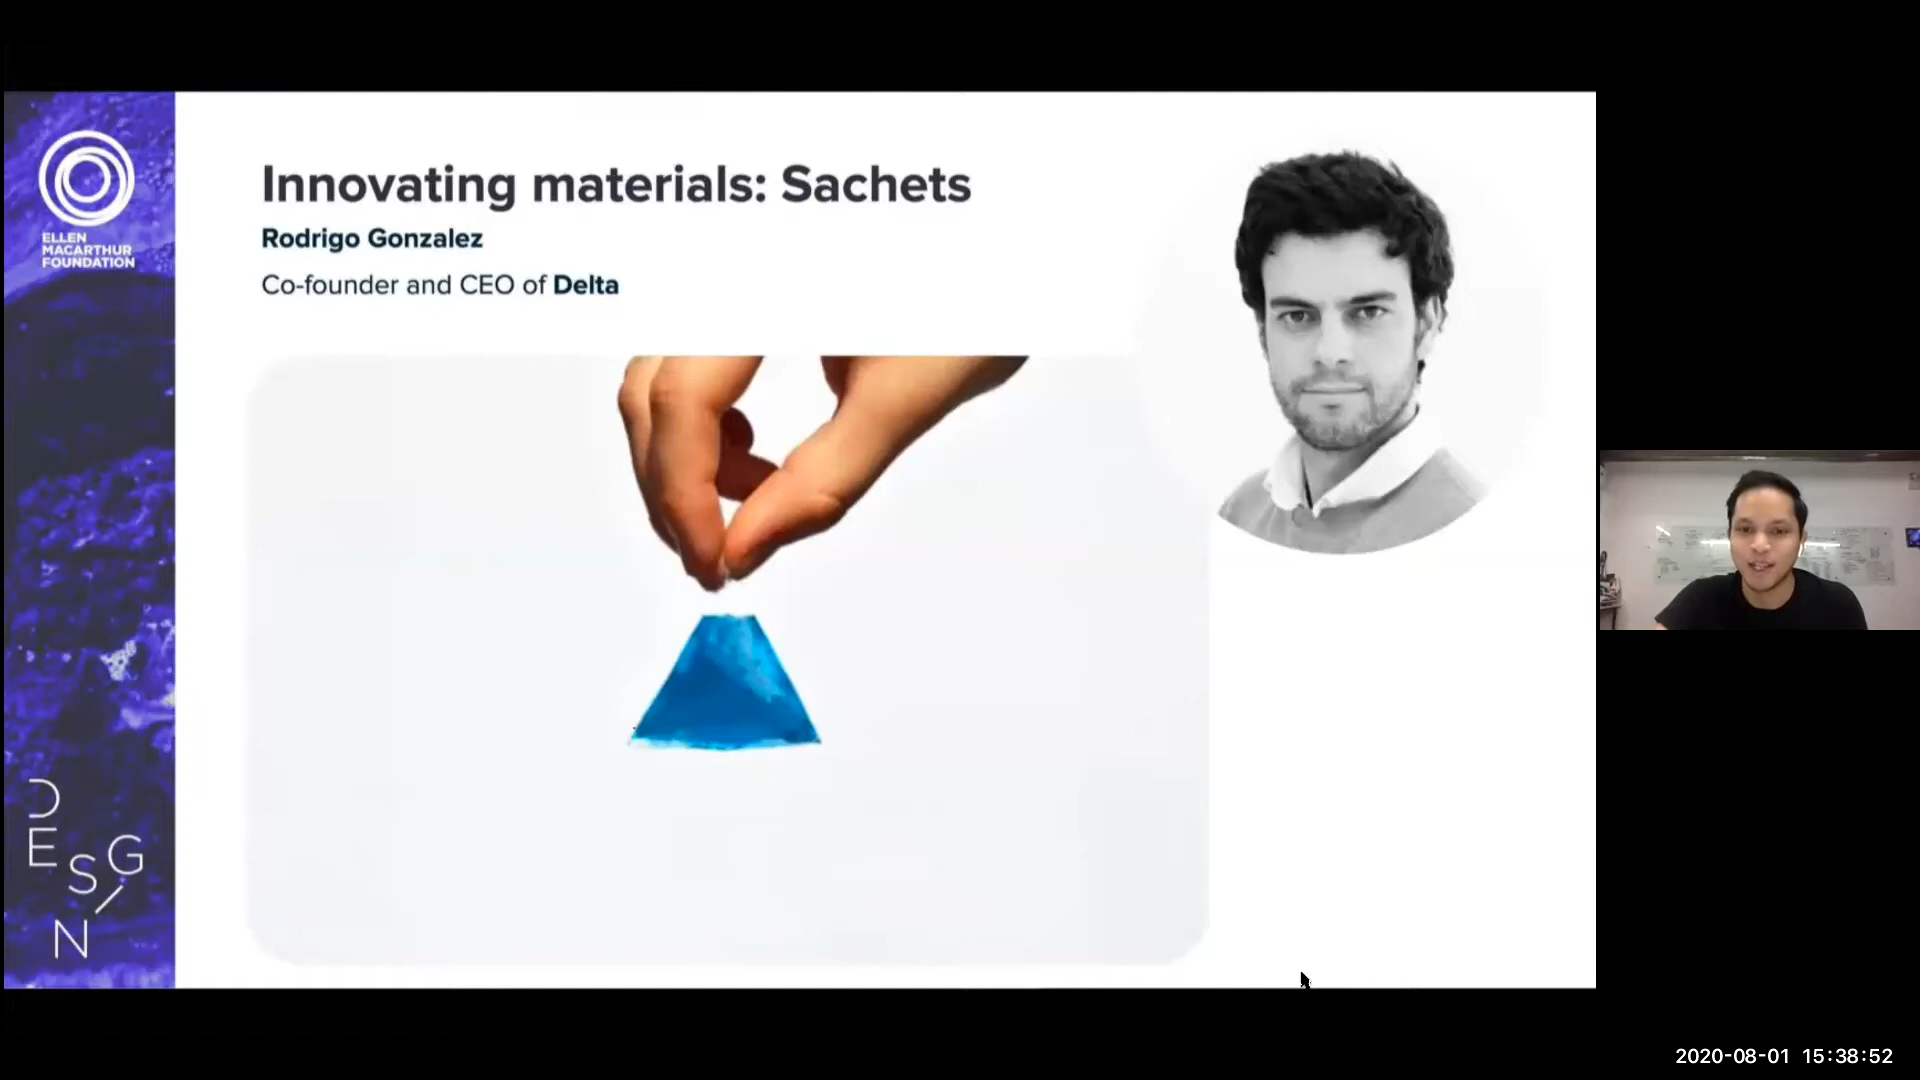 ELLEN
MACARTHUR
FOUNDATION
Innovating materials: Sachets
Rodrigo Gonzalez
Co-founder and CEO of Delta
DESIGN
2020-08-01 15:38:52